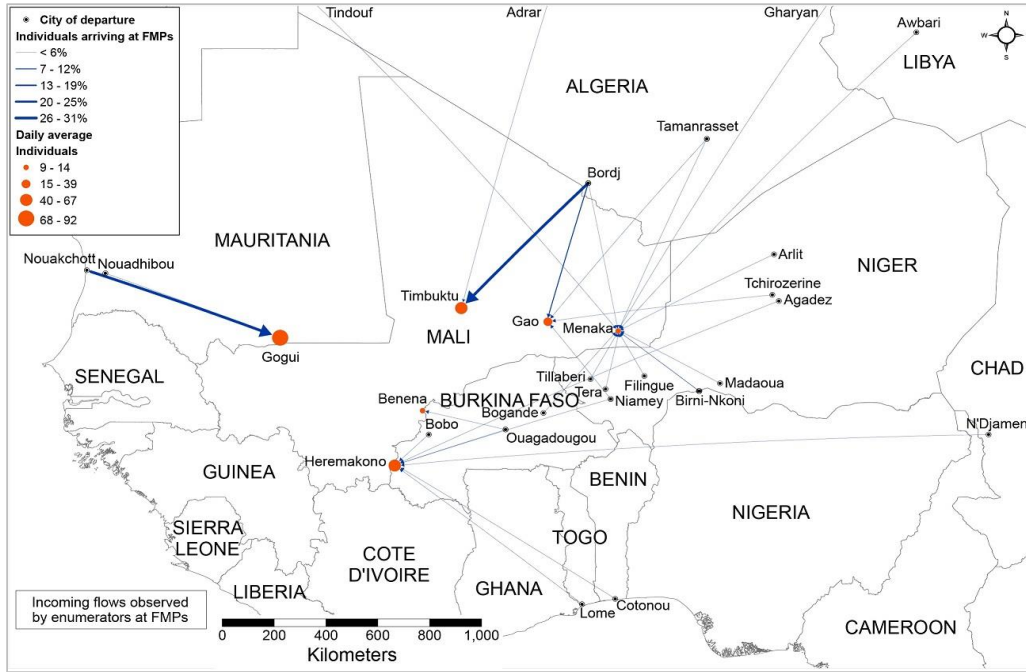 Tindouf
Adrar
Gharyan
Awbari
City of departure
Individuals arriving at FMPs
< 6%
7 - 12%
13 - 19%
20 - 25%
26 - 31%
Daily average
Individuals
9 - 14
15 - 39
40 - 67
68 - 92
N
W E
S
LIBYA
ALGERIA
Tamanrasset
Bordj
MAURITANIA
Nouakchott
Nouadhibou
Arlit
NIGER
Tchirozerine
Agadez
Timbuktu
Gao
Menaka
MALI
Gogui
SENEGAL
CHAD
Tillaberi
Filingue
Madaoua
Tera
Birni-Nkoni
BURKINA FASO
Niamey
Benena
Bogande
Bobo
Ouagadougou
N'Djamen
Heremakono
GUINEA
BENIN
NIGERIA
SIERRA
LEONE
TOGO
COTE
D'IVOIRE
GHANA
LIBERIA
Lome
Cotonou
CAMEROON
Incoming flows observed
by enumerators at FMPs
0 200 400 600 800 1,000
Kilometers